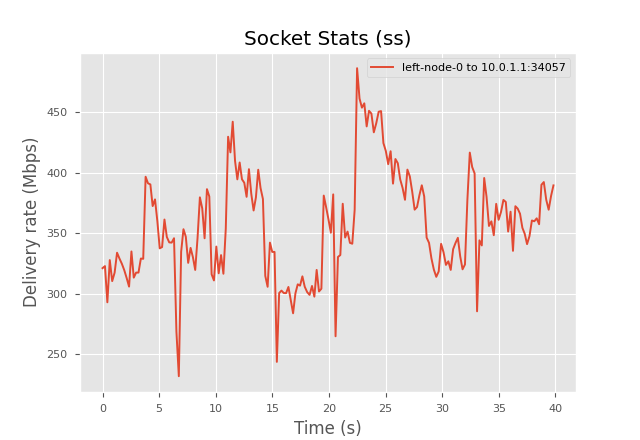 Socket Stats (ss)
left-node-0 to 10.0.1.1:34057
Delivery rate (Mbps)
450
400
350
300
250
0 5 10 15 20 25 30 35 40
Time (s)